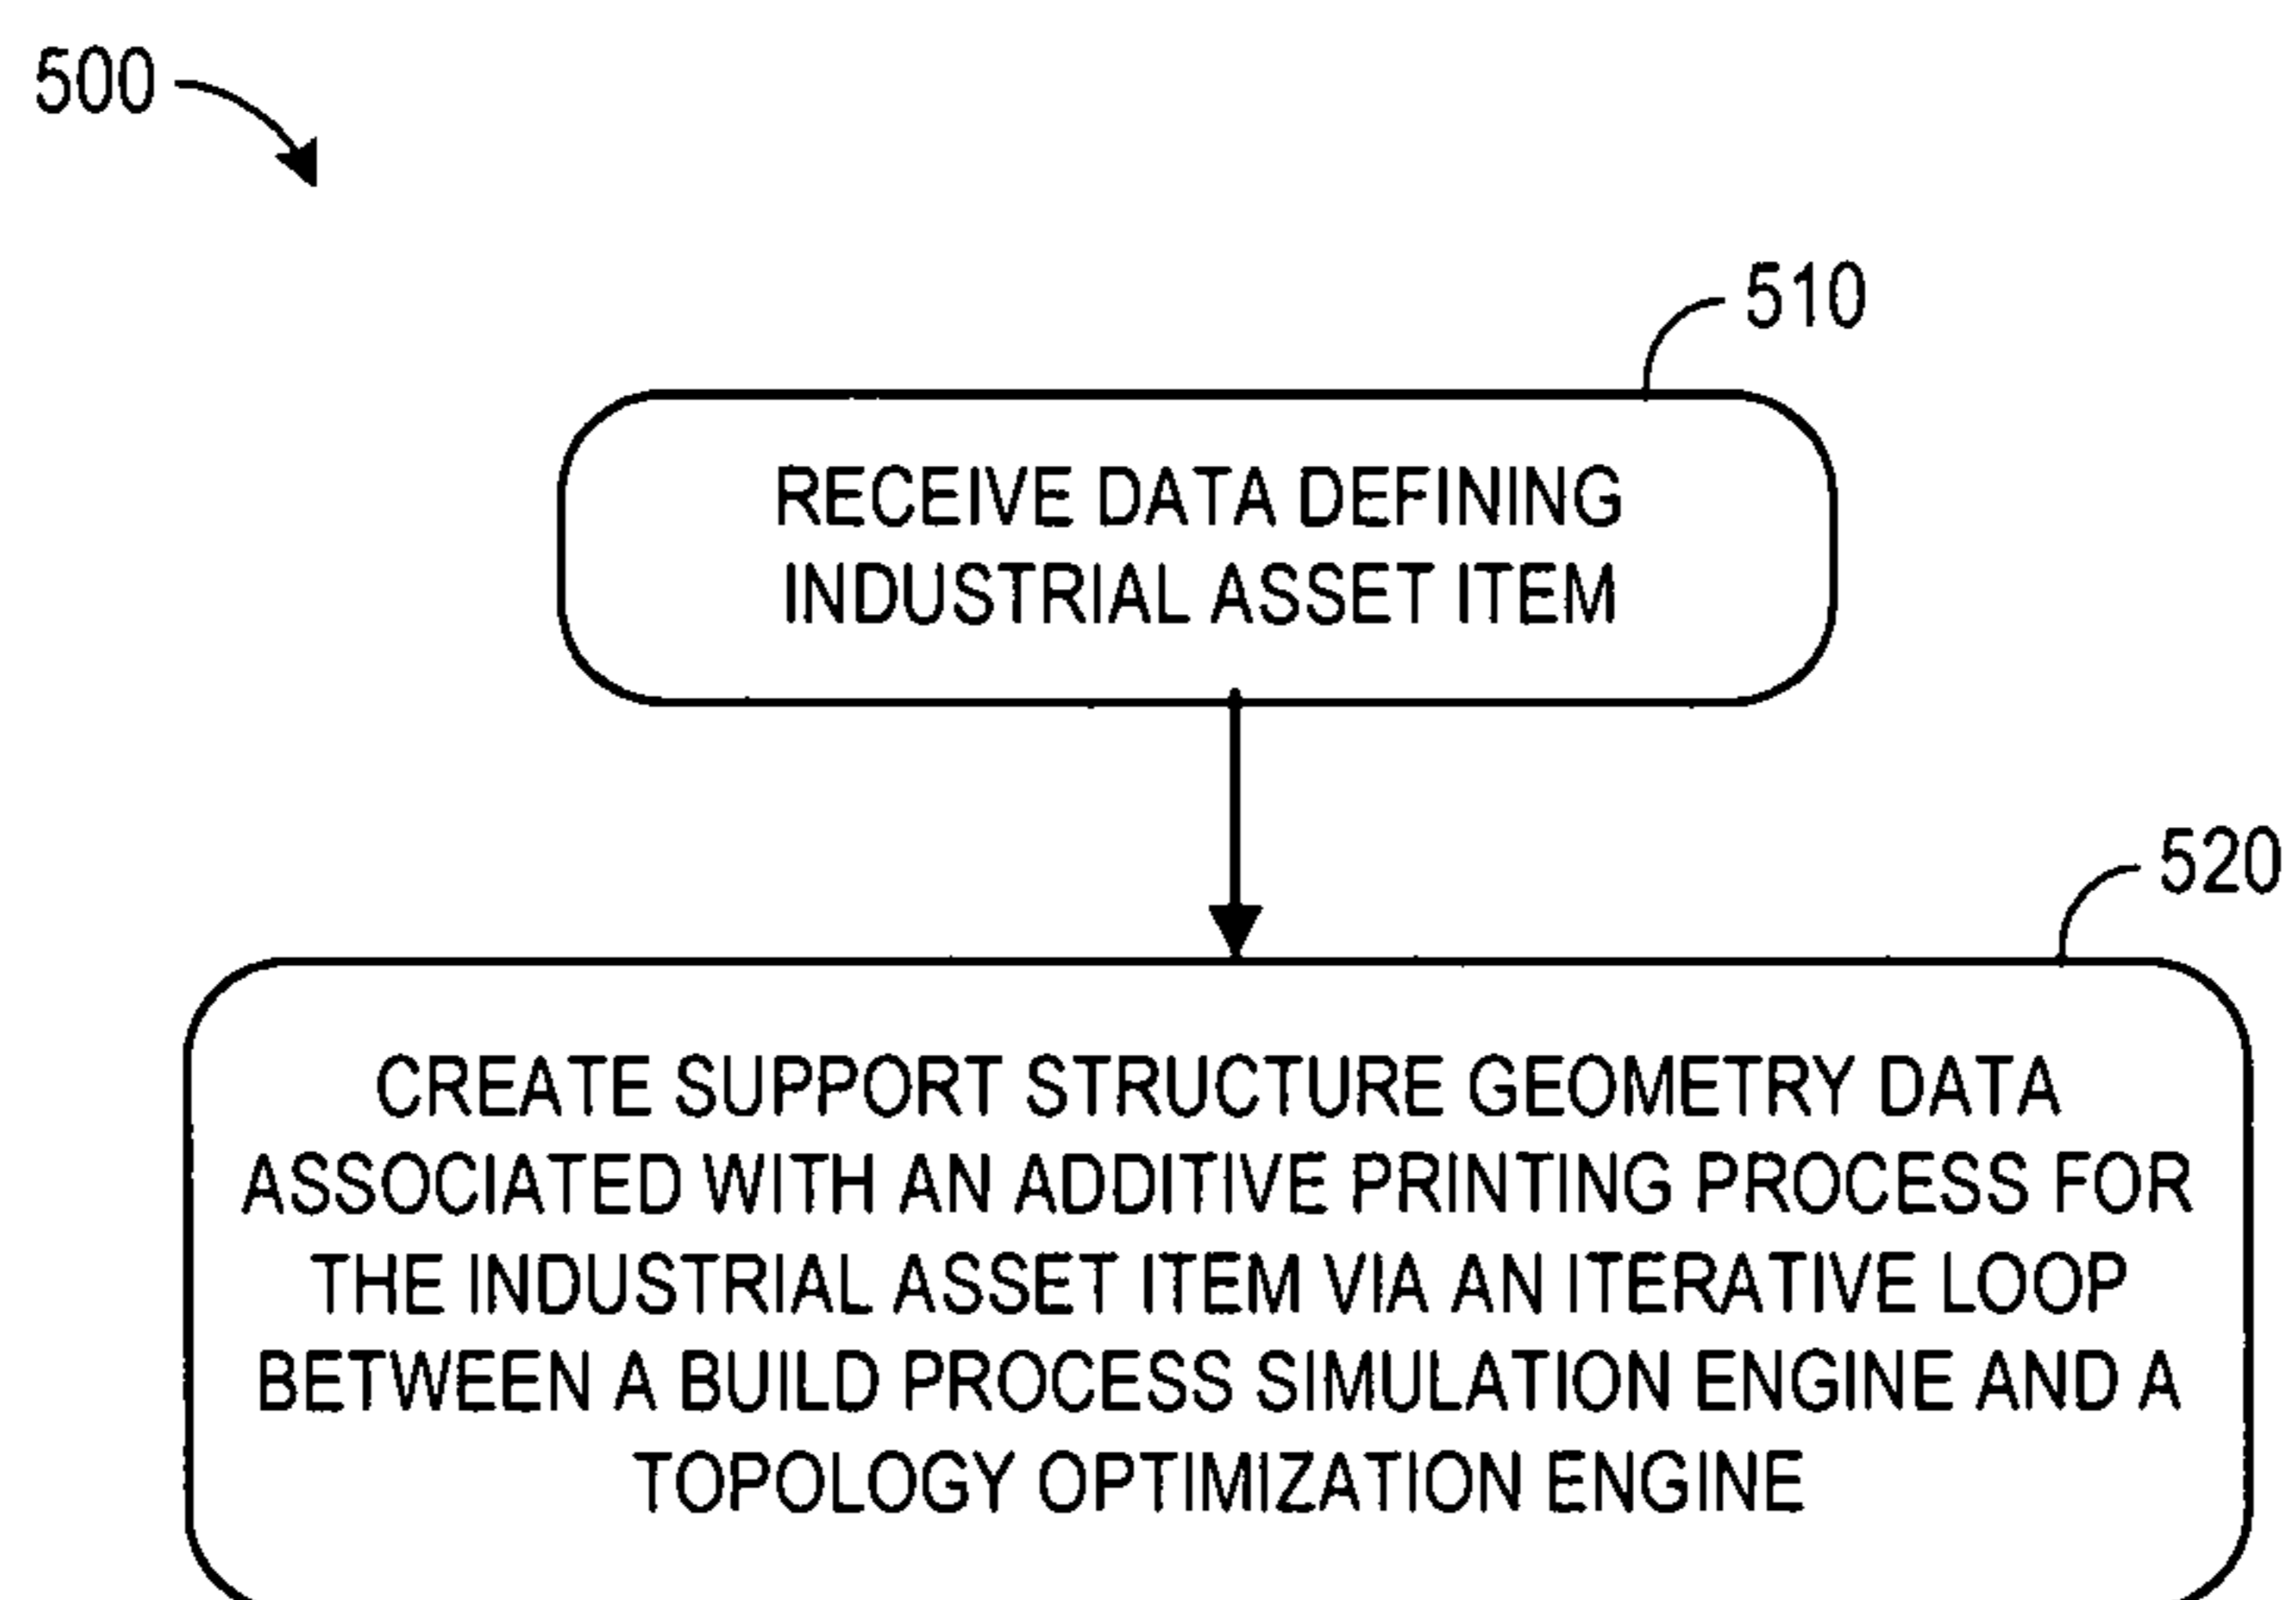 500
510
RECEIVE DATA DEFINING
INDUSTRIAL ASSET ITEM
520
CREATE SUPPORT STRUCTURE GEOMETRY DATA
ASSOCIATED WITH AN ADDITIVE PRINTING PROCESS FOR
THE INDUSTRIAL ASSET ITEM VIA AN ITERATIVE LOOP
BETWEEN A BUILD PROCESS SIMULATION ENGINE AND A
TOPOLOGY OPTIMIZATION ENGINE